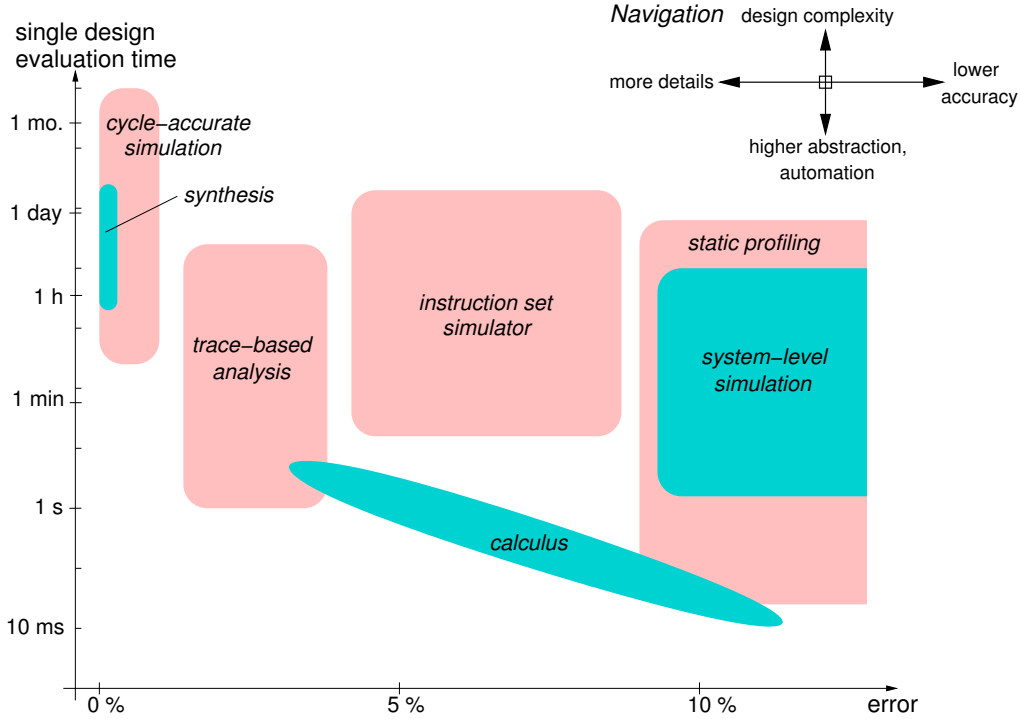 Navigation
design complexity
more details
lower
accuracy
higher abstraction,
automation
single design
evaluation time
1 mo.
1 day
1 h
1 min
1 s
10 ms
cycle−accurate
simulation
synthesis
trace−based
analysis
instruction set
simulator
static profiling
system−level
simulation
calculus
0 %
5 %
10 %
error